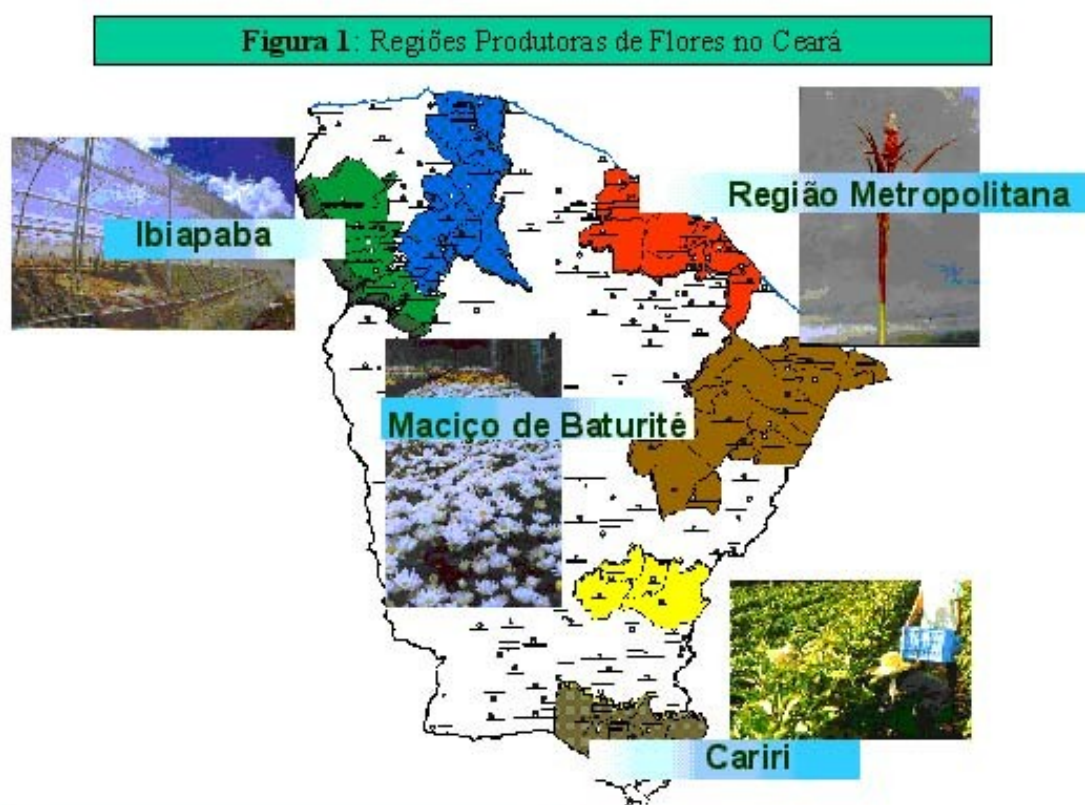 Figura 1: Regiões Produtoras de Flores no Ceará
Região Metropolitana
Ibiapaba
Maciço de Baturité
Cariri